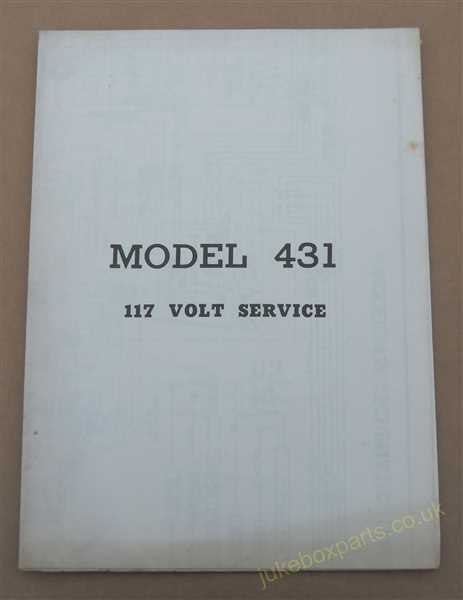 MODEL 431
117 VOLT SERVICE
jukeboxparts.co.uk